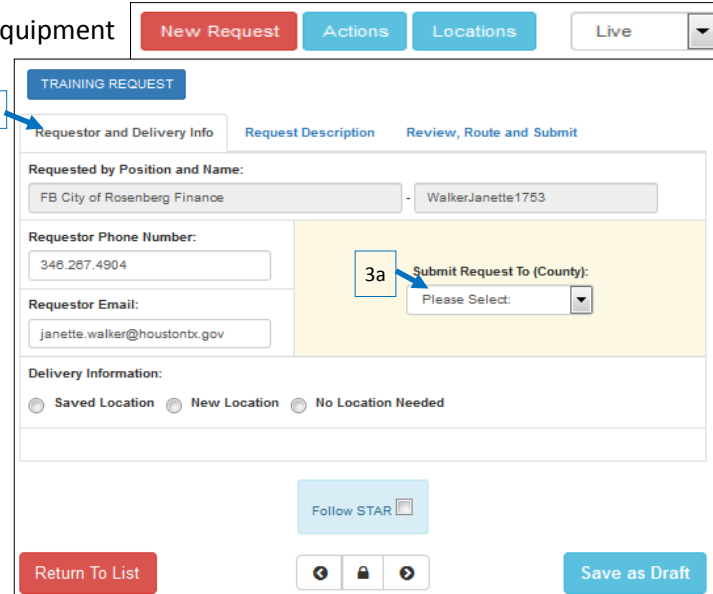 quipment
New Request Actions Locations Live
TRAINING REQUEST
Requestor and Delivery Info Request Description Review, Route and Submit
Requested by Position and Name:
FB City of Rosenberg Finance - WalkerJanette1753
Requestor Phone Number:
346.267.4904
3a
Submit Request To (County):
Please Select:
Requestor Email:
janette.walker@houstontx.gov
Delivery Information:
Saved Location New Location No Location Needed
Follow STAR
Return To List Save as Draft